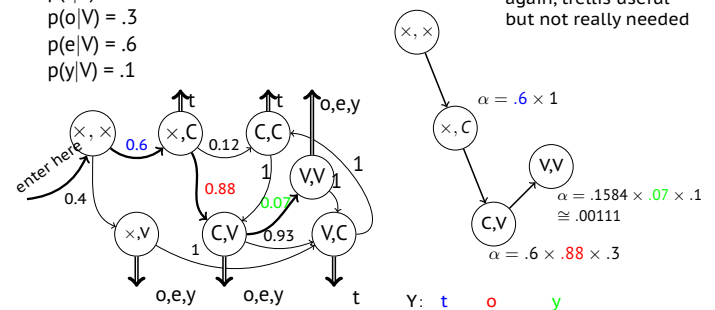 again, trellis useful
but not really needed
p(o|V) = .3
p(e|V) = .6
p(y|V) = .1
×, ×
α = .6 × 1
×, C
V,V
α = .1584 × .07 × .1
≅ .00111
C,V
α = .6 × .88 × .3
t
t
o,e,y
×, ×
0.6
×,C
0.12
C,C
enter here
0.4
0.88
1
V,V
1
1
0.07
×,V
C,V
0.93
V,C
1
o,e,y
o,e,y
t
Y: t o y